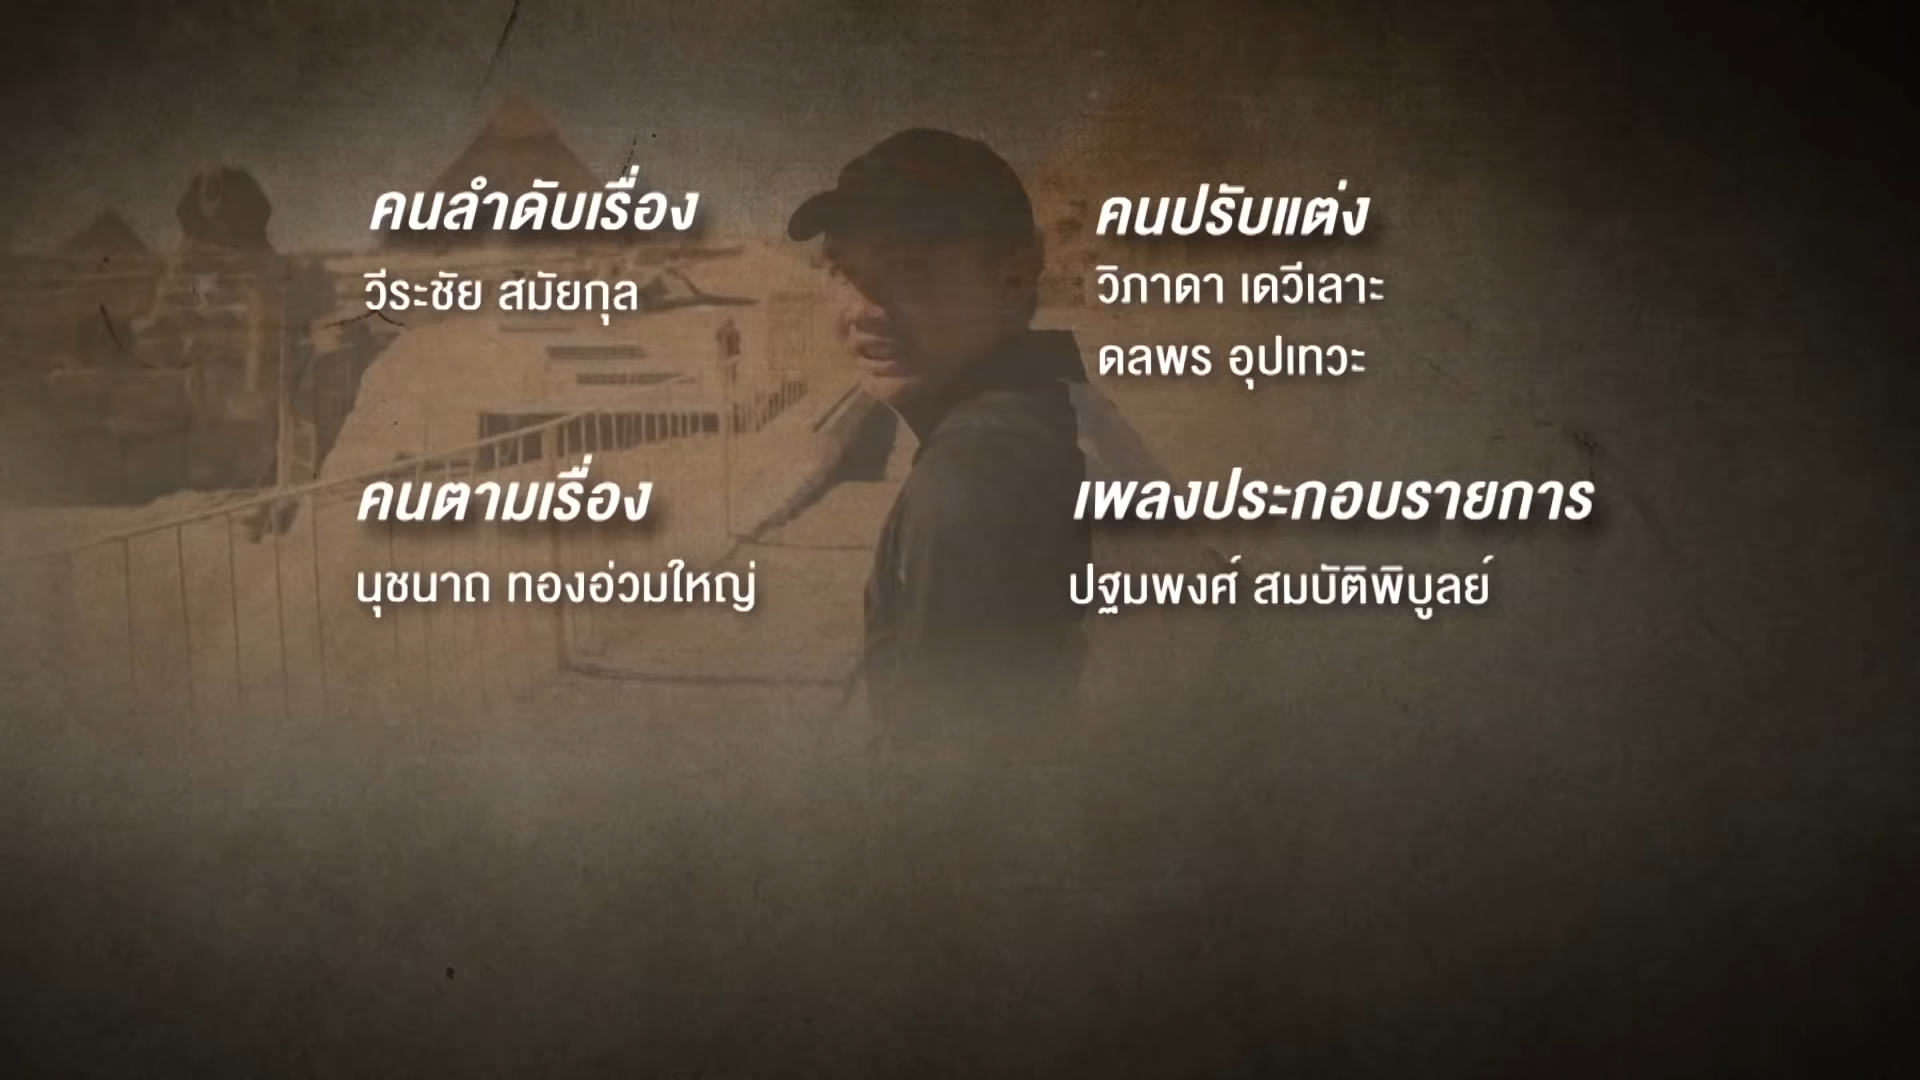 คนลำดับเรื่อง
วีระชัย สมัยกุล
คนปรับแต่ง
วิภาดา เดวีเลาะ
ดลพร อุปเทวะ
คนตามเรื่อง
นุชนาถ ทองอ่วมใหญ่
เพลงประกอบรายการ
ปฐมพงศ์ สมบัติพิบูลย์